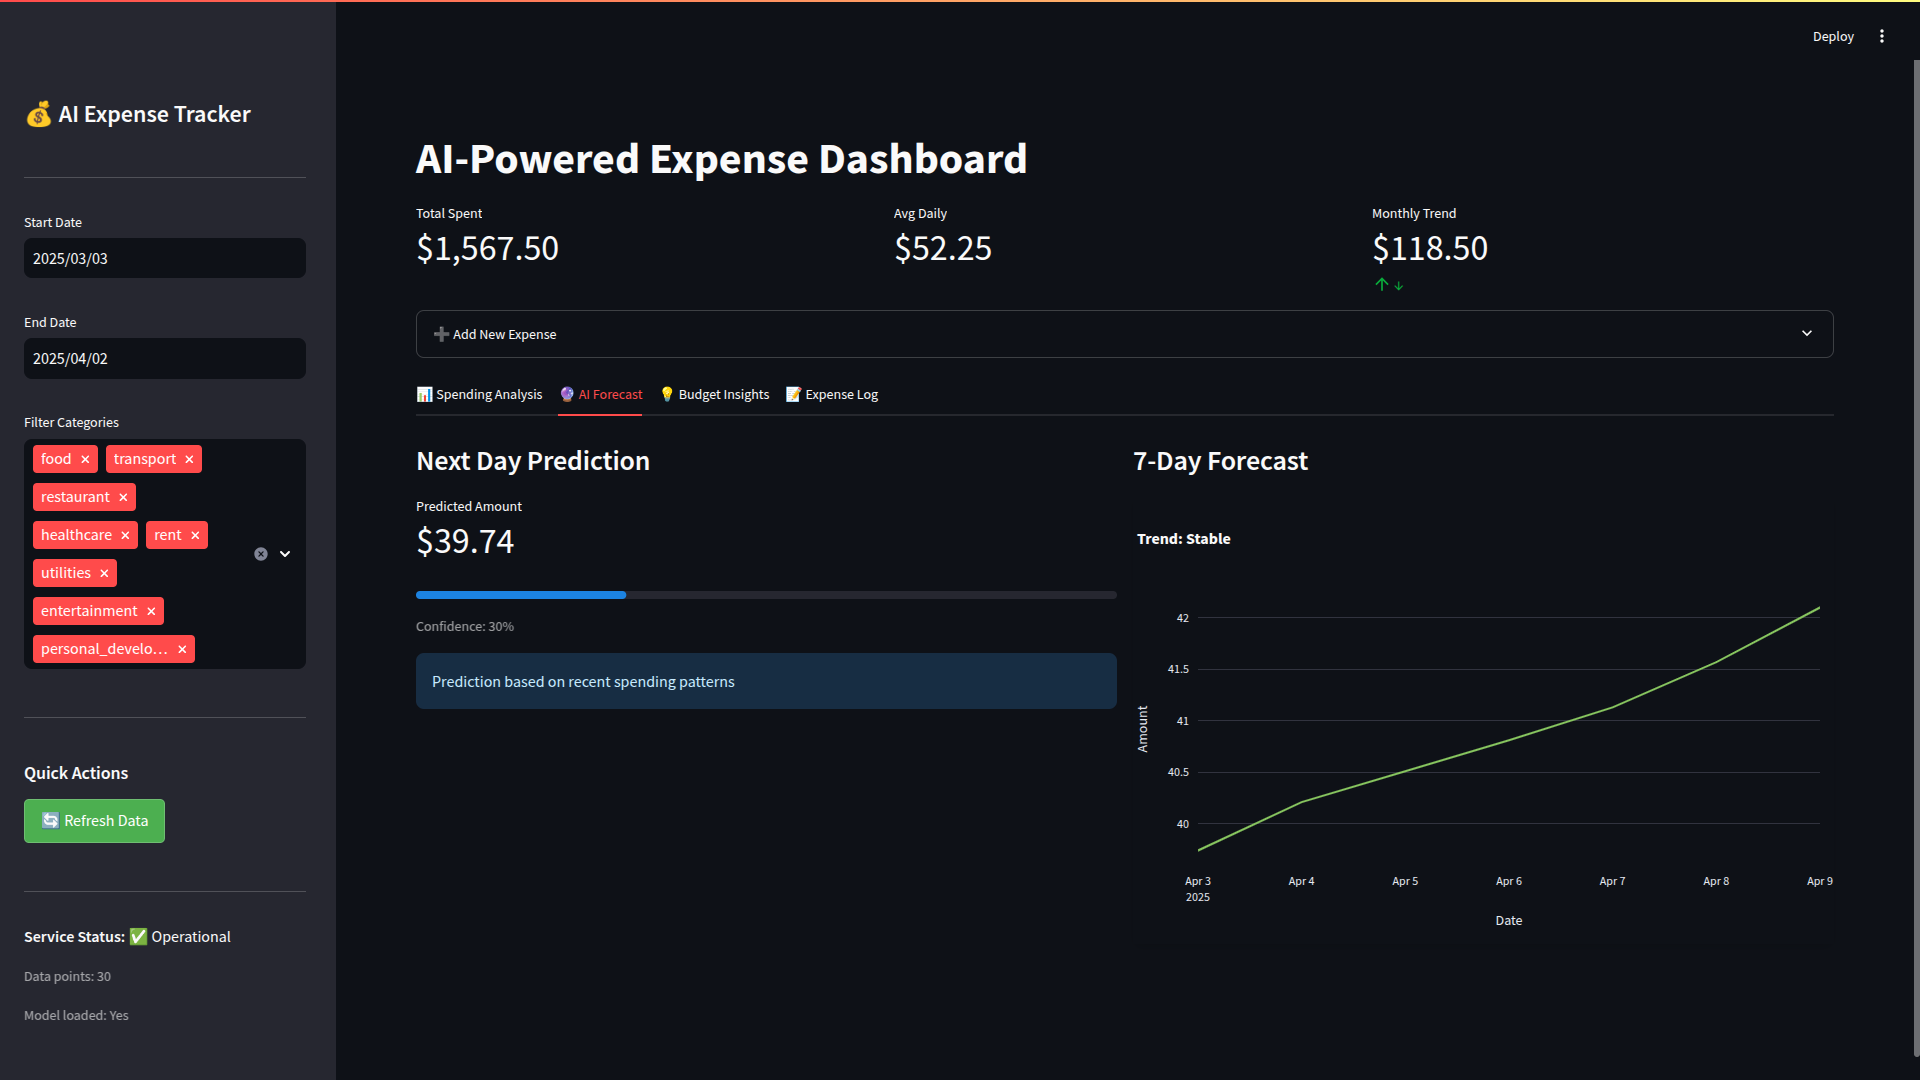 Deploy
💰 AI Expense Tracker
Start Date
2025/03/03
End Date
2025/04/02
Filter Categories
food × transport ×
restaurant ×
healthcare × rent ×
utilities ×
entertainment ×
personal_develo… ×
Quick Actions
🔄 Refresh Data
Service Status: ✅ Operational
Data points: 30
Model loaded: Yes
AI-Powered Expense Dashboard
Total Spent
$1,567.50
Avg Daily
$52.25
Monthly Trend
$118.50
↑ ↓
➕ Add New Expense
📊 Spending Analysis 🔮 AI Forecast 💡 Budget Insights 📝 Expense Log
Next Day Prediction
Predicted Amount
$39.74
Confidence: 30%
Prediction based on recent spending patterns
7-Day Forecast
Trend: Stable
Amount
42
41.5
41
40.5
40
Apr 3 Apr 4 Apr 5 Apr 6 Apr 7 Apr 8 Apr 9
2025
Date